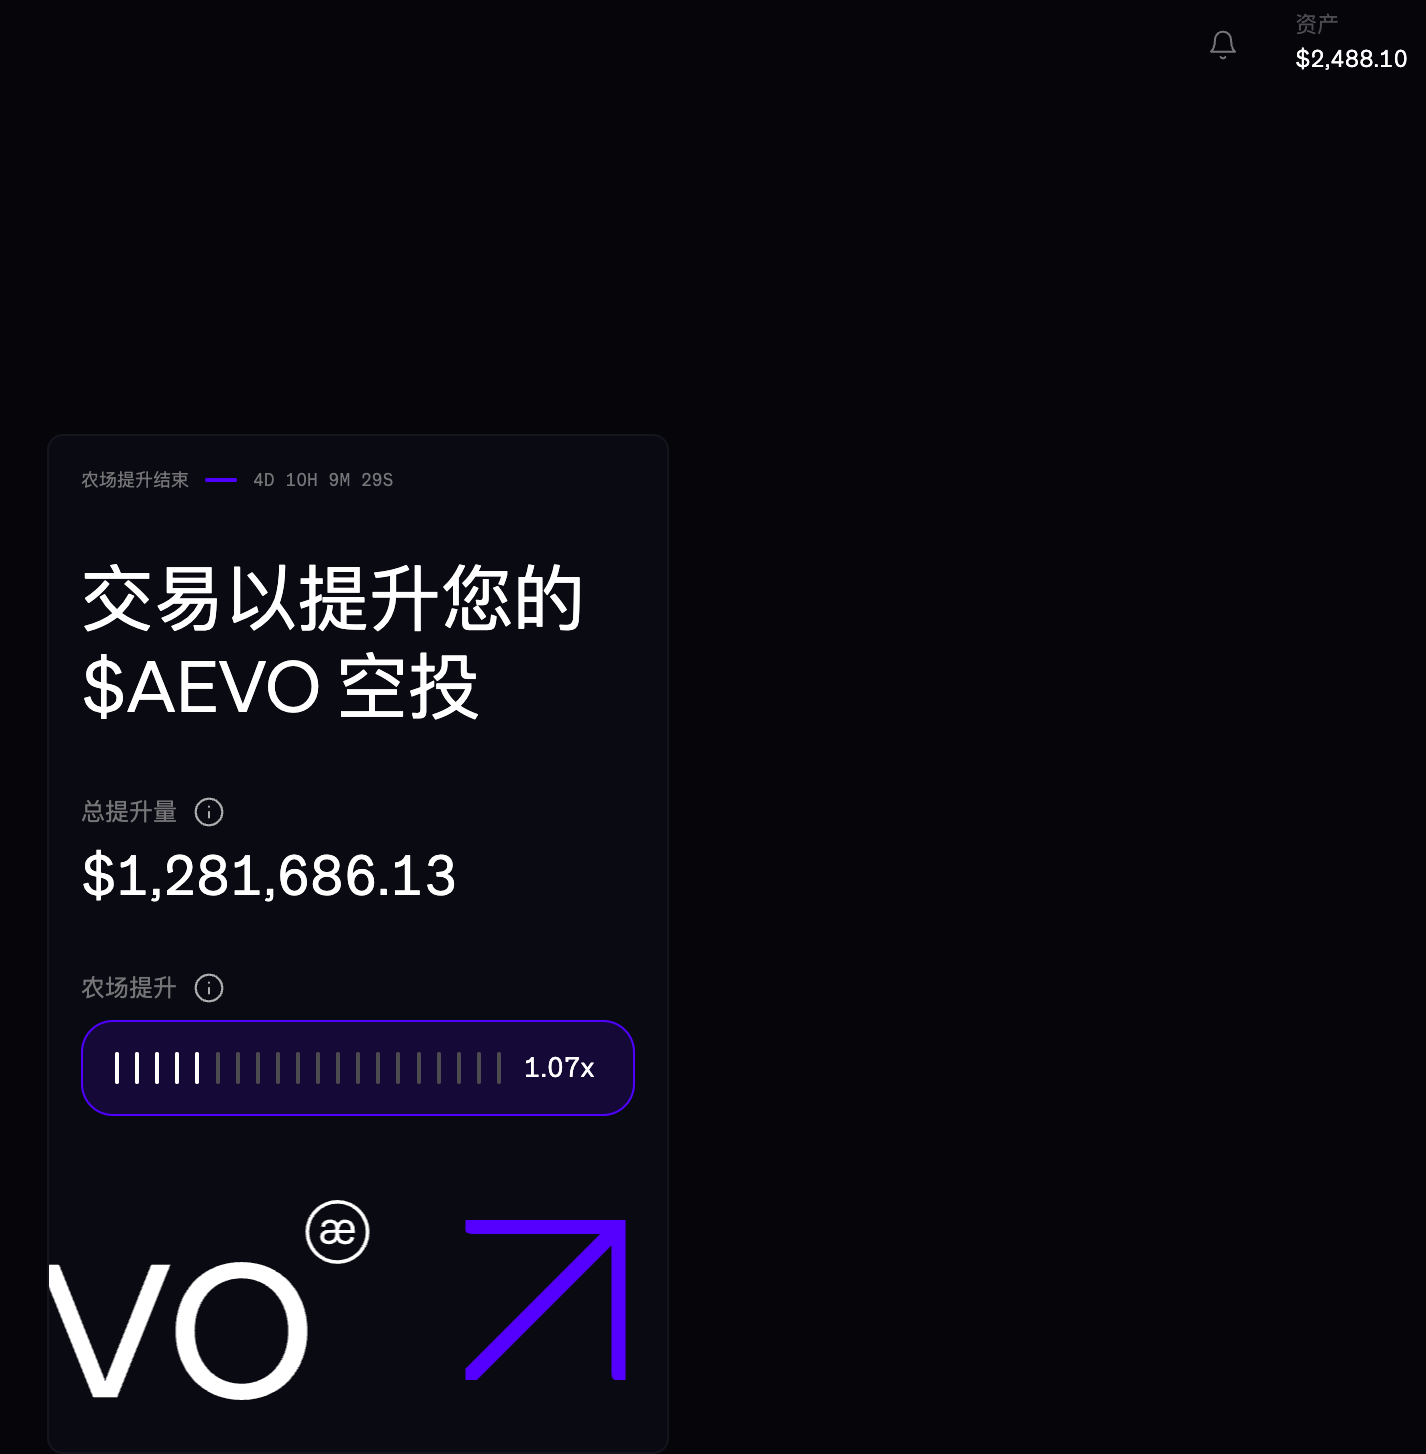 资产
$2,488.10
农场提升结束 4D 10H 9M 29S
交易以提升您的
$AEVO 空投
总提升量
$1,281,686.13
农场提升
1.07x
æ
VO